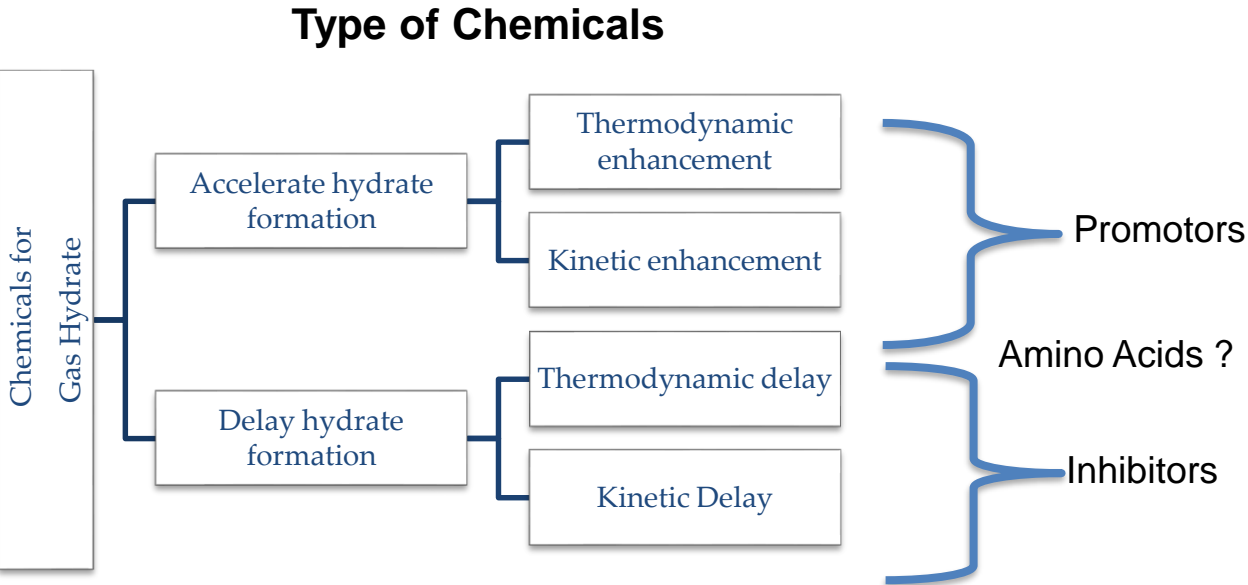 Type of Chemicals
Chemicals for
Gas Hydrate
Accelerate hydrate
formation
Delay hydrate
formation
Thermodynamic
enhancement
Kinetic enhancement
Thermodynamic delay
Kinetic Delay
Promotors
Amino Acids ?
Inhibitors